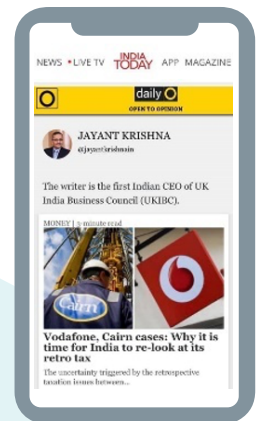 NEWS • LIVE TV INDIA TODAY APP MAGAZINE
daily O
OPEN TO OPINION
JAYANT KRISHNA
@jayantkrishnain
The writer is the first Indian CEO of UK
India Business Council (UKIBC).
MONEY | 5-minute read
Cairn
Vodafone, Cairn cases: Why it is
time for India to re-look at its
retro tax
The uncertainty triggered by the retrospective
taxation issues between...